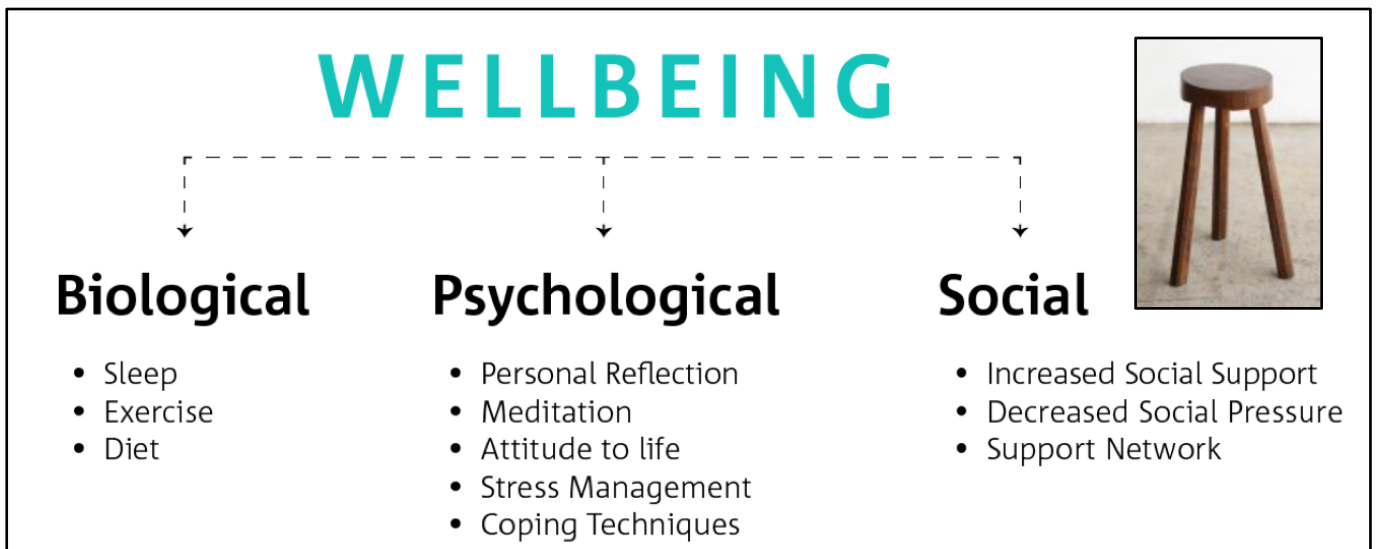 WELLBEING
Biological
• Sleep
• Exercise
• Diet
Psychological
• Personal Reflection
• Meditation
• Attitude to life
• Stress Management
• Coping Techniques
Social
• Increased Social Support
• Decreased Social Pressure
• Support Network